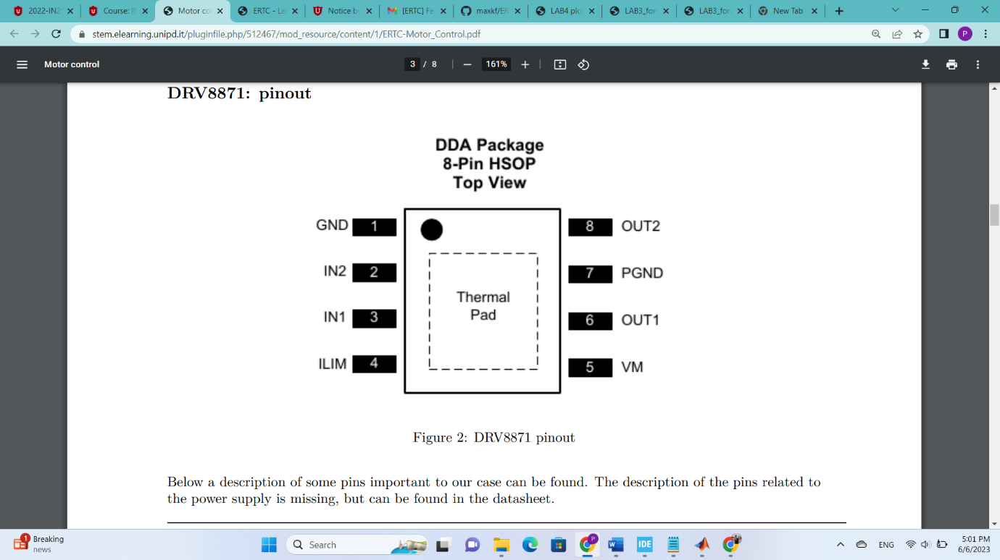 2022-IN2
Course: I
Motor co
ERTC - La
Notice b
[ERTC] Fe
maxkf/ER
LAB4 plo
LAB3_for
LAB3_for
New Tab
stem.elearning.unipd.it/pluginfile.php/512467/mod_resource/content/1/ERTC-Motor_Control.pdf
P
Motor control
3 / 8
161%
DRV8871: pinout
DDA Package
8-Pin HSOP
Top View
GND 1
8 OUT2
IN2 2
7 PGND
IN1 3
6 OUT1
ILIM 4
5 VM
Thermal
Pad
Figure 2: DRV8871 pinout
Below a description of some pins important to our case can be found. The description of the pins related to
the power supply is missing, but can be found in the datasheet.
1
Breaking
news
Search
P
W
IDE
ENG
5:01 PM
6/6/2023